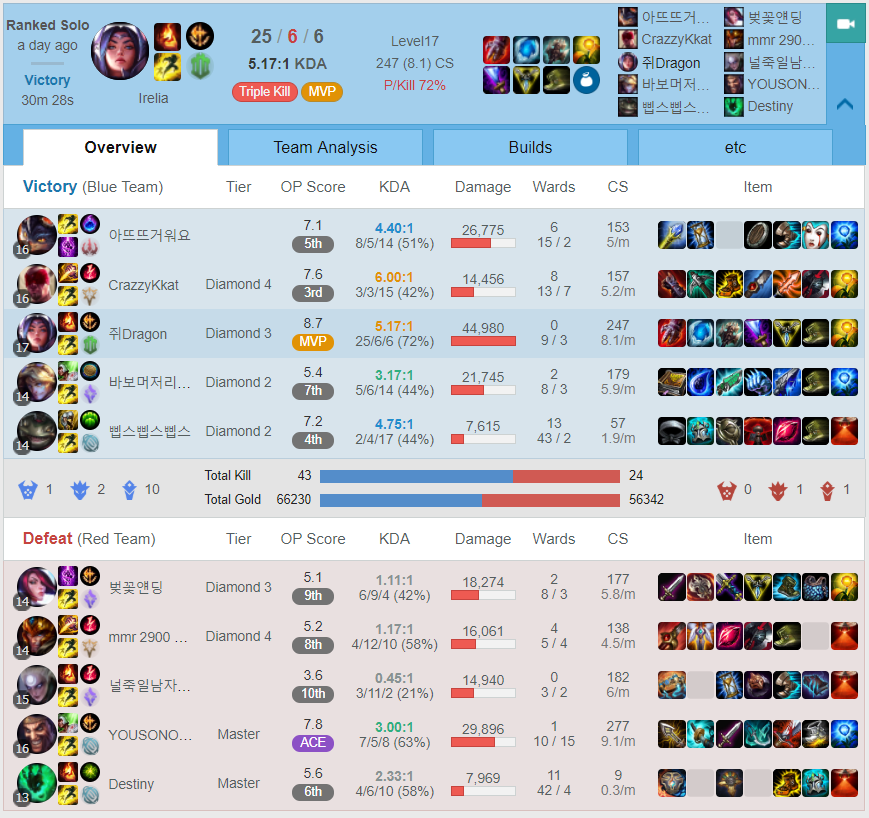 Ranked Solo
a day ago
Victory
30m 28s
Irelia
25 / 6 / 6
5.17:1 KDA
Triple Kill MVP
Level17
247 (8.1) CS
P/Kill 72%
아뜨뜨거... 벚꽃앤딩
CrazzyKkat mmr 290...
쥐Dragon 널죽일남...
바보머저... YOUSON...
삡스삡스... Destiny
Overview Team Analysis Builds etc
Victory (Blue Team) Tier OP Score KDA Damage Wards CS Item
16 아뜨뜨거워요 7.1 5th 4.40:1 8/5/14 (51%) 26,775 6 15 / 2 153 5/m
16 CrazzyKkat Diamond 4 7.6 3rd 6.00:1 3/3/15 (42%) 14,456 8 13 / 7 157 5.2/m
17 쥐Dragon Diamond 3 8.7 MVP 5.17:1 25/6/6 (72%) 44,980 0 9 / 3 247 8.1/m
14 바보머저리... Diamond 2 5.4 7th 3.17:1 5/6/14 (44%) 21,745 2 8 / 3 179 5.9/m
14 삡스삡스삡스 Diamond 2 7.2 4th 4.75:1 2/4/17 (44%) 7,615 13 43 / 2 57 1.9/m
1 2 10
Total Kill 43 24
Total Gold 66230 56342
0 1 1
Defeat (Red Team) Tier OP Score KDA Damage Wards CS Item
14 벚꽃앤딩 Diamond 3 5.1 9th 1.11:1 6/9/4 (42%) 18,274 2 8 / 3 177 5.8/m
14 mmr 2900 ... Diamond 4 5.2 8th 1.17:1 4/12/10 (58%) 16,061 4 5 / 4 138 4.5/m
15 널죽일남자... 3.6 10th 0.45:1 3/11/2 (21%) 14,940 0 3 / 2 182 6/m
16 YOUSONO... Master 7.8 ACE 3.00:1 7/5/8 (63%) 29,896 1 10 / 15 277 9.1/m
13 Destiny Master 5.6 6th 2.33:1 4/6/10 (58%) 7,969 11 42 / 4 9 0.3/m